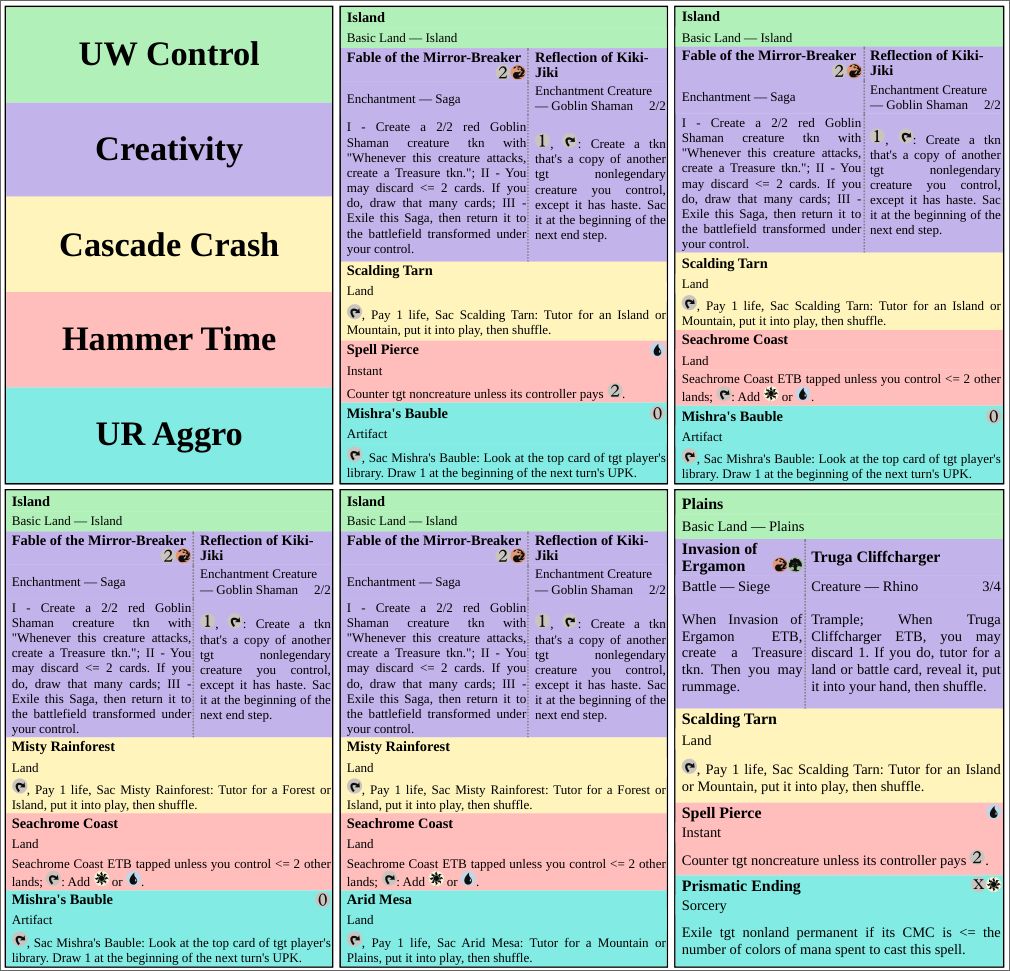 UW Control
Creativity
Cascade Crash
Hammer Time
UR Aggro
Island
Basic Land — Island
Fable of the Mirror-Breaker
2
Enchantment — Saga
I - Create a 2/2 red Goblin
Shaman creature tkn with
"Whenever this creature attacks,
create a Treasure tkn."; II - You
may discard <= 2 cards. If you
do, draw that many cards; III -
Exile this Saga, then return it to
the battlefield transformed under
your control.
Reflection of Kiki-
Jiki
Enchantment Creature
— Goblin Shaman 2/2
1, : Create a tkn
that's a copy of another
tgt nonlegendary
creature you control,
except it has haste. Sac
it at the beginning of the
next end step.
Scalding Tarn
Land
, Pay 1 life, Sac Scalding Tarn: Tutor for an Island or
Mountain, put it into play, then shuffle.
Spell Pierce
Instant
Counter tgt noncreature unless its controller pays 2.
Mishra's Bauble 0
Artifact
, Sac Mishra's Bauble: Look at the top card of tgt player's
library. Draw 1 at the beginning of the next turn's UPK.
Island
Basic Land — Island
Fable of the Mirror-Breaker
2
Enchantment — Saga
I - Create a 2/2 red Goblin
Shaman creature tkn with
"Whenever this creature attacks,
create a Treasure tkn."; II - You
may discard <= 2 cards. If you
do, draw that many cards; III -
Exile this Saga, then return it to
the battlefield transformed under
your control.
Reflection of Kiki-
Jiki
Enchantment Creature
— Goblin Shaman 2/2
1, : Create a tkn
that's a copy of another
tgt nonlegendary
creature you control,
except it has haste. Sac
it at the beginning of the
next end step.
Scalding Tarn
Land
, Pay 1 life, Sac Scalding Tarn: Tutor for an Island or
Mountain, put it into play, then shuffle.
Seachrome Coast
Land
Seachrome Coast ETB tapped unless you control <= 2 other
lands; : Add or .
Mishra's Bauble 0
Artifact
, Sac Mishra's Bauble: Look at the top card of tgt player's
library. Draw 1 at the beginning of the next turn's UPK.
Island
Basic Land — Island
Fable of the Mirror-Breaker
2
Enchantment — Saga
I - Create a 2/2 red Goblin
Shaman creature tkn with
"Whenever this creature attacks,
create a Treasure tkn."; II - You
may discard <= 2 cards. If you
do, draw that many cards; III -
Exile this Saga, then return it to
the battlefield transformed under
your control.
Reflection of Kiki-
Jiki
Enchantment Creature
— Goblin Shaman 2/2
1, : Create a tkn
that's a copy of another
tgt nonlegendary
creature you control,
except it has haste. Sac
it at the beginning of the
next end step.
Misty Rainforest
Land
, Pay 1 life, Sac Misty Rainforest: Tutor for a Forest or
Island, put it into play, then shuffle.
Seachrome Coast
Land
Seachrome Coast ETB tapped unless you control <= 2 other
lands; : Add or .
Mishra's Bauble 0
Artifact
, Sac Mishra's Bauble: Look at the top card of tgt player's
library. Draw 1 at the beginning of the next turn's UPK.
Island
Basic Land — Island
Fable of the Mirror-Breaker
2
Enchantment — Saga
I - Create a 2/2 red Goblin
Shaman creature tkn with
"Whenever this creature attacks,
create a Treasure tkn."; II - You
may discard <= 2 cards. If you
do, draw that many cards; III -
Exile this Saga, then return it to
the battlefield transformed under
your control.
Reflection of Kiki-
Jiki
Enchantment Creature
— Goblin Shaman 2/2
1, : Create a tkn
that's a copy of another
tgt nonlegendary
creature you control,
except it has haste. Sac
it at the beginning of the
next end step.
Misty Rainforest
Land
, Pay 1 life, Sac Misty Rainforest: Tutor for a Forest or
Island, put it into play, then shuffle.
Seachrome Coast
Land
Seachrome Coast ETB tapped unless you control <= 2 other
lands; : Add or .
Arid Mesa
Land
, Pay 1 life, Sac Arid Mesa: Tutor for a Mountain or
Plains, put it into play, then shuffle.
Plains
Basic Land — Plains
Invasion of
Ergamon
Battle — Siege
When Invasion of
Ergamon ETB,
create a Treasure
tkn. Then you may
rummage.
Truga Cliffcharger
Creature — Rhino 3/4
Trample; When Truga
Cliffcharger ETB, you may
discard 1. If you do, tutor for a
land or battle card, reveal it, put
it into your hand, then shuffle.
Scalding Tarn
Land
, Pay 1 life, Sac Scalding Tarn: Tutor for an Island
or Mountain, put it into play, then shuffle.
Spell Pierce
Instant
Counter tgt noncreature unless its controller pays 2.
Prismatic Ending X
Sorcery
Exile tgt nonland permanent if its CMC is <= the
number of colors of mana spent to cast this spell.